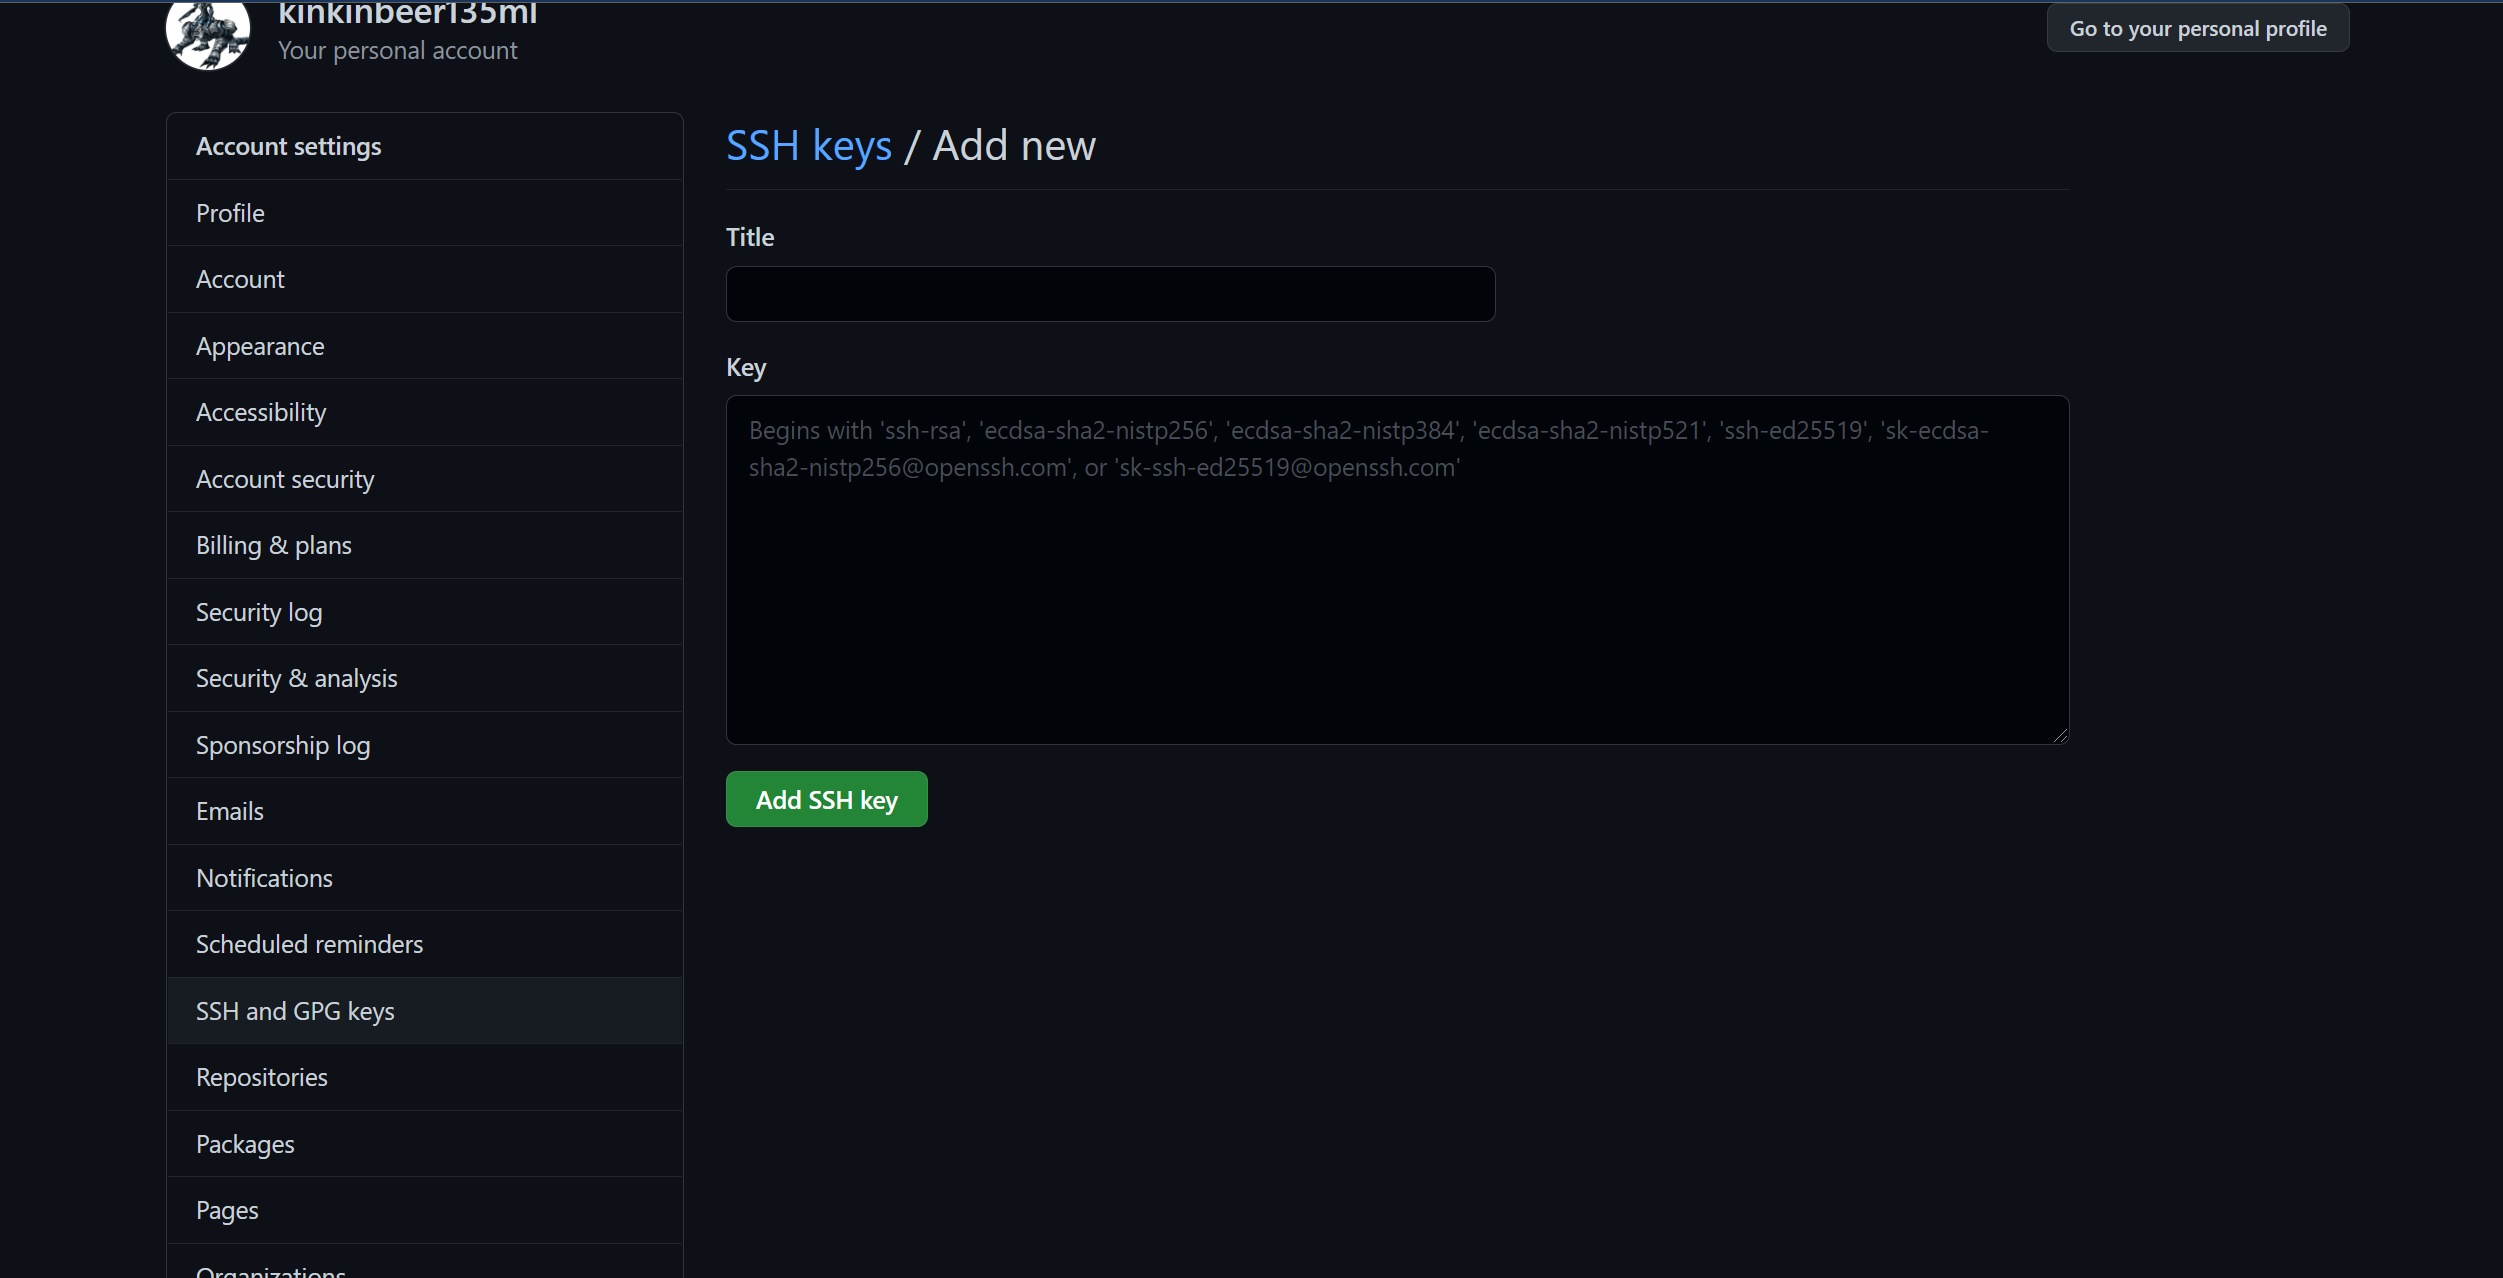 kinkinbeer135ml
Your personal account
Go to your personal profile
Account settings
Profile
Account
Appearance
Accessibility
Account security
Billing & plans
Security log
Security & analysis
Sponsorship log
Emails
Notifications
Scheduled reminders
SSH and GPG keys
Repositories
Packages
Pages
Organizations
SSH keys / Add new
Title
Key
Begins with 'ssh-rsa', 'ecdsa-sha2-nistp256', 'ecdsa-sha2-nistp384', 'ecdsa-sha2-nistp521', 'ssh-ed25519', 'sk-ecdsa-
sha2-nistp256@openssh.com', or 'sk-ssh-ed25519@openssh.com'
Add SSH key